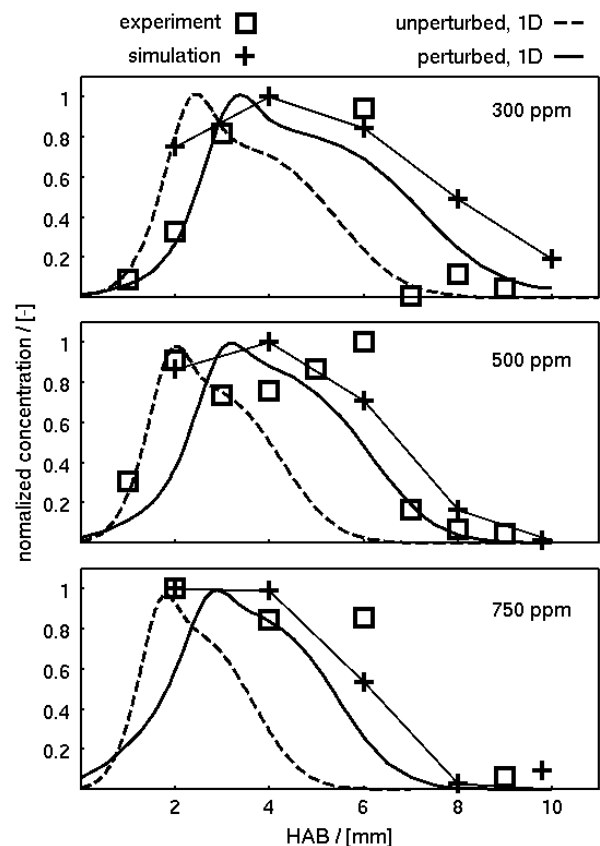 experiment unperturbed, 1D
simulation perturbed, 1D
1
0.8
0.6
0.4
0.2
300 ppm
1
0.8
0.6
0.4
0.2
500 ppm
1
0.8
0.6
0.4
0.2
750 ppm
normalized concentration / [-]
2 4 6 8 10
HAB / [mm]